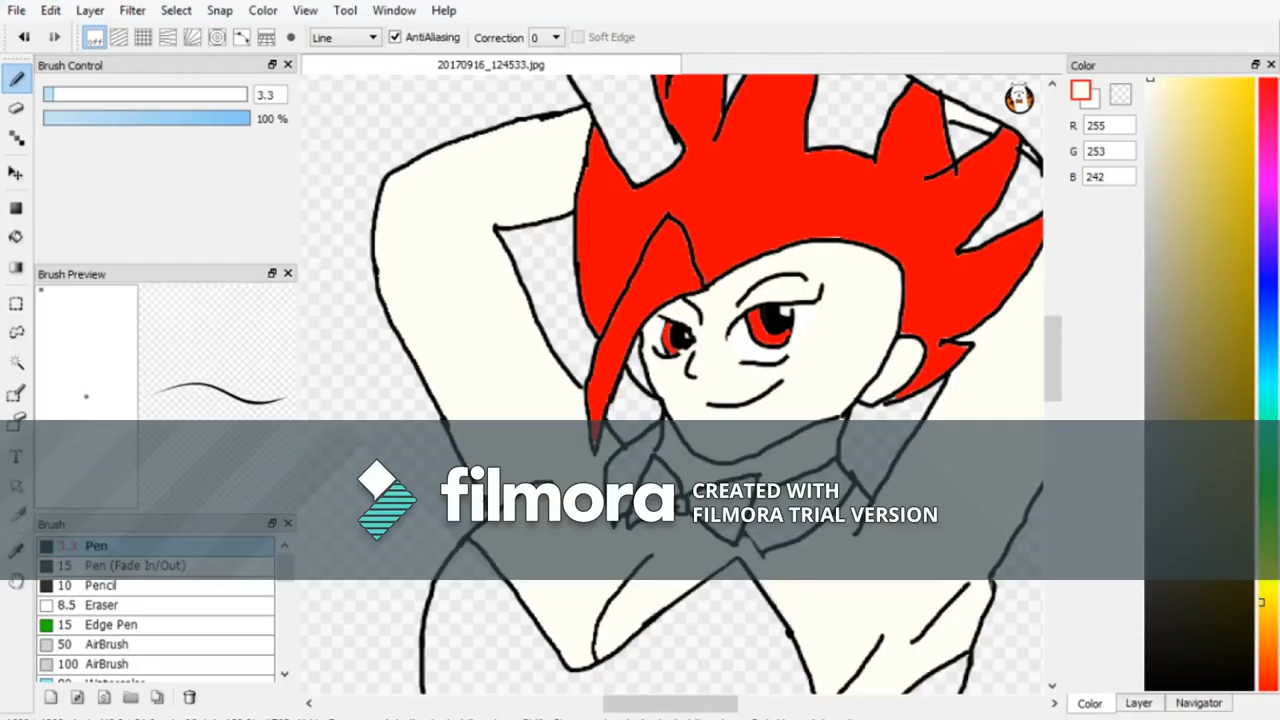 File Edit Layer Filter Select Snap Color View Tool Window Help
off Line AntiAliasing Correction 0 Soft Edge
Brush Control
20170916_124533.jpg
Color
3.3
100 %
R 255
G 253
B 242
Brush Preview
filmora
CREATED WITH
FILMORA TRIAL VERSION
T
Brush
3.3 Pen
15 Pen (Fade In/Out)
10 Pencil
8.5 Eraser
15 Edge Pen
50 AirBrush
100 AirBrush
Color Layer Navigator